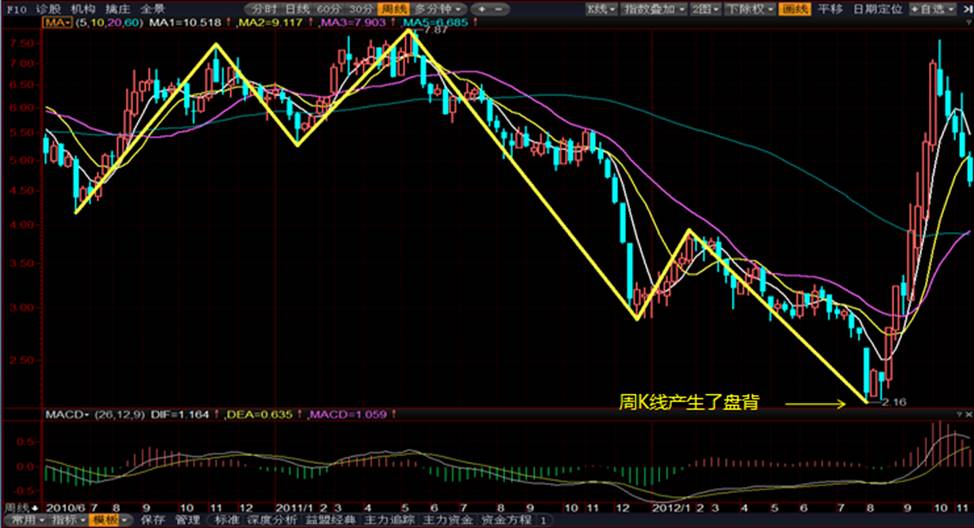 F10 诊股 机构 擒庄 全景 分时 日线 60分 30分 周线 多分钟 + - K线 指数叠加 2图 下除权 画线 平移 日期定位 +自选
MA (5,10,20,60) MA1=10.518↑ ,MA2=9.117↑ ,MA3=7.903↑ ,MA5=6.685↑
7.87
7.50
7.00
6.50
6.00
5.50
5.00
4.50
4.00
3.50
3.00
2.50
周K线产生了盘背
2.16
MACD (26,12,9) DIF=1.164↑ ,DEA=0.635↑ ,MACD=1.059↑ ?×
0.5
0.0
-0.5
周线 2010/6 7 8 9 10 11 12 2011/1 2 3 4 5 6 7 8 9 10 11 12 2012/1 2 3 4 5 6 7 8 9 10 11
常用 指标 模板 保存 管理 标准 深度分析 益盟经典 主力追踪 主力资金 资金方程 1